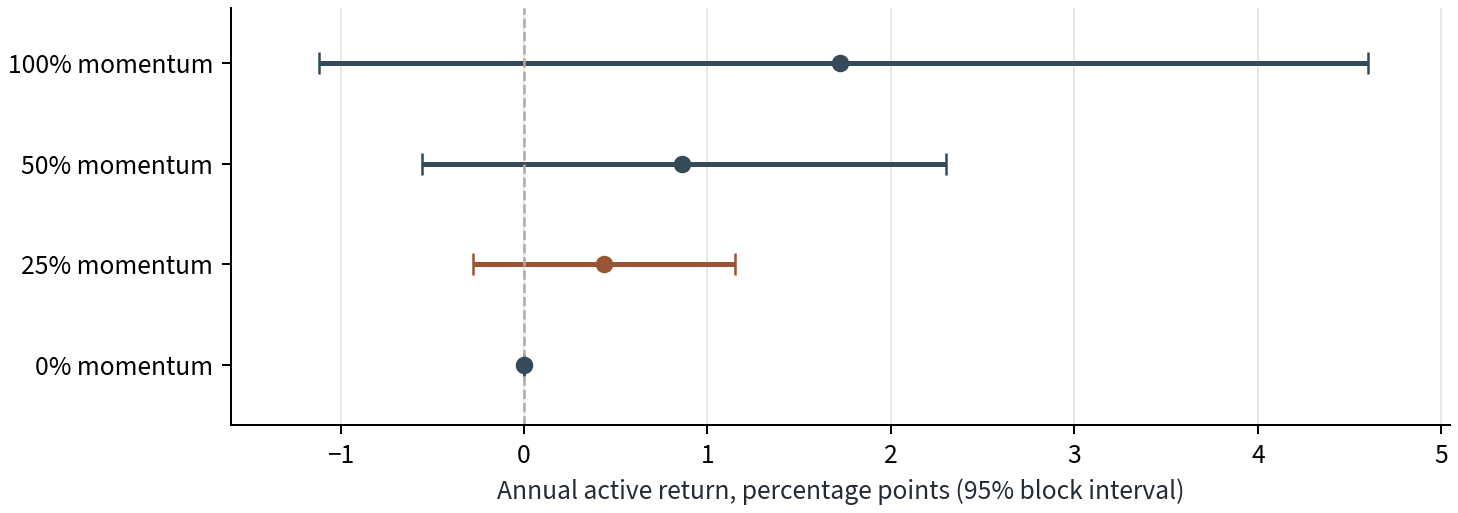 100% momentum
50% momentum
25% momentum
0% momentum
−1 0 1 2 3 4 5
Annual active return, percentage points (95% block interval)